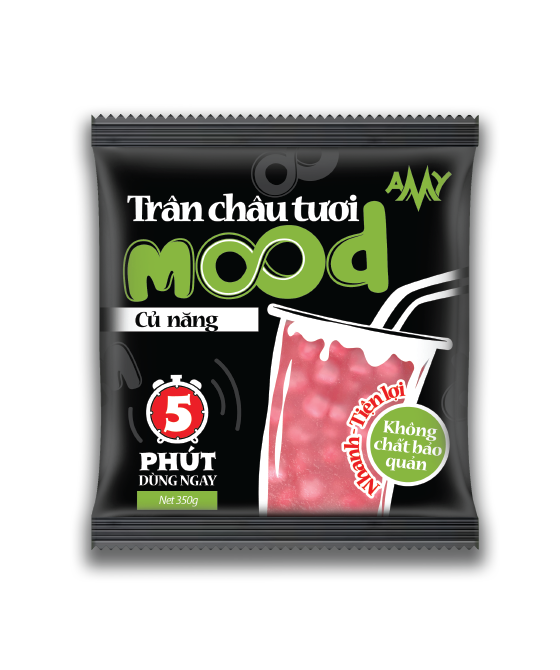 AMY
Trân châu tươi
mood
Củ năng
5
PHÚT
DÙNG NGAY
Net 350g
Nhanh - Tiện lợi
Không
chất bảo
quản